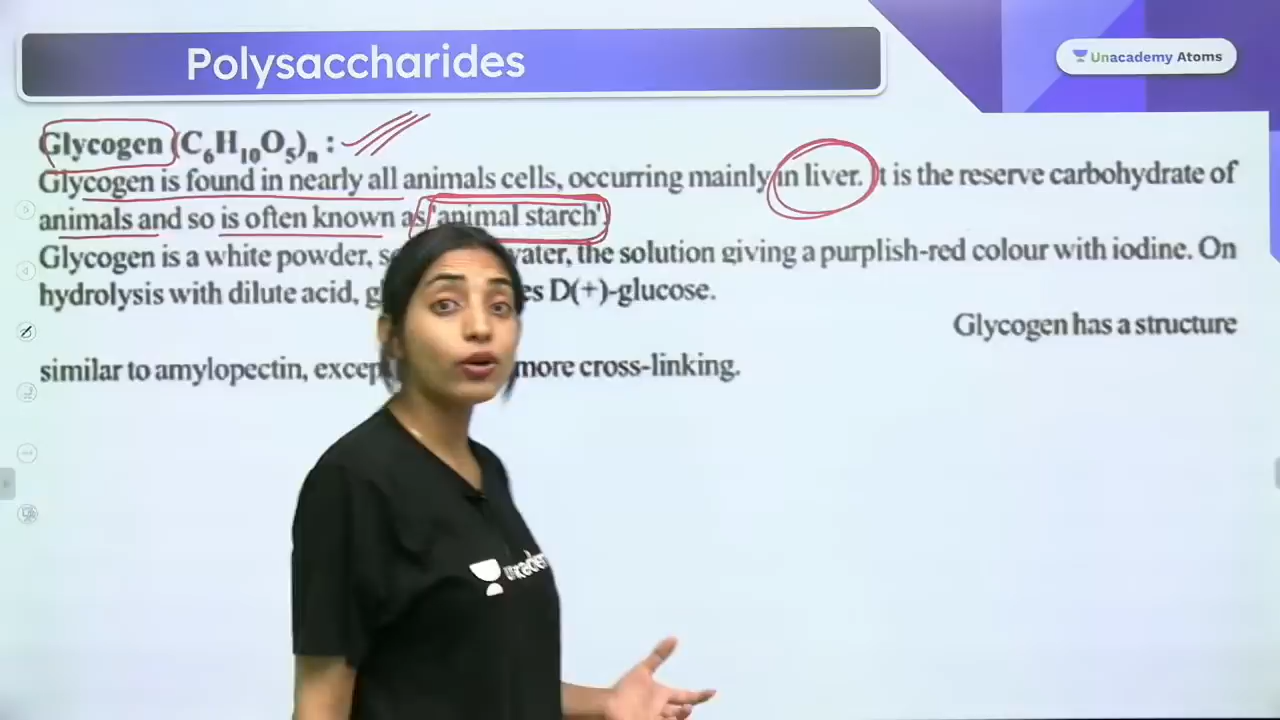 Polysaccharides
Unacademy Atoms
Glycogen (C6H10O5)n :
Glycogen is found in nearly all animals cells, occurring mainly in liver. It is the reserve carbohydrate of
animals and so is often known as 'animal starch'.
Glycogen is a white powder, the solution giving a purplish-red colour with iodine. On
hydrolysis with dilute acid, D(+)-glucose.
Glycogen has a structure
similar to amylopectin, more cross-linking.